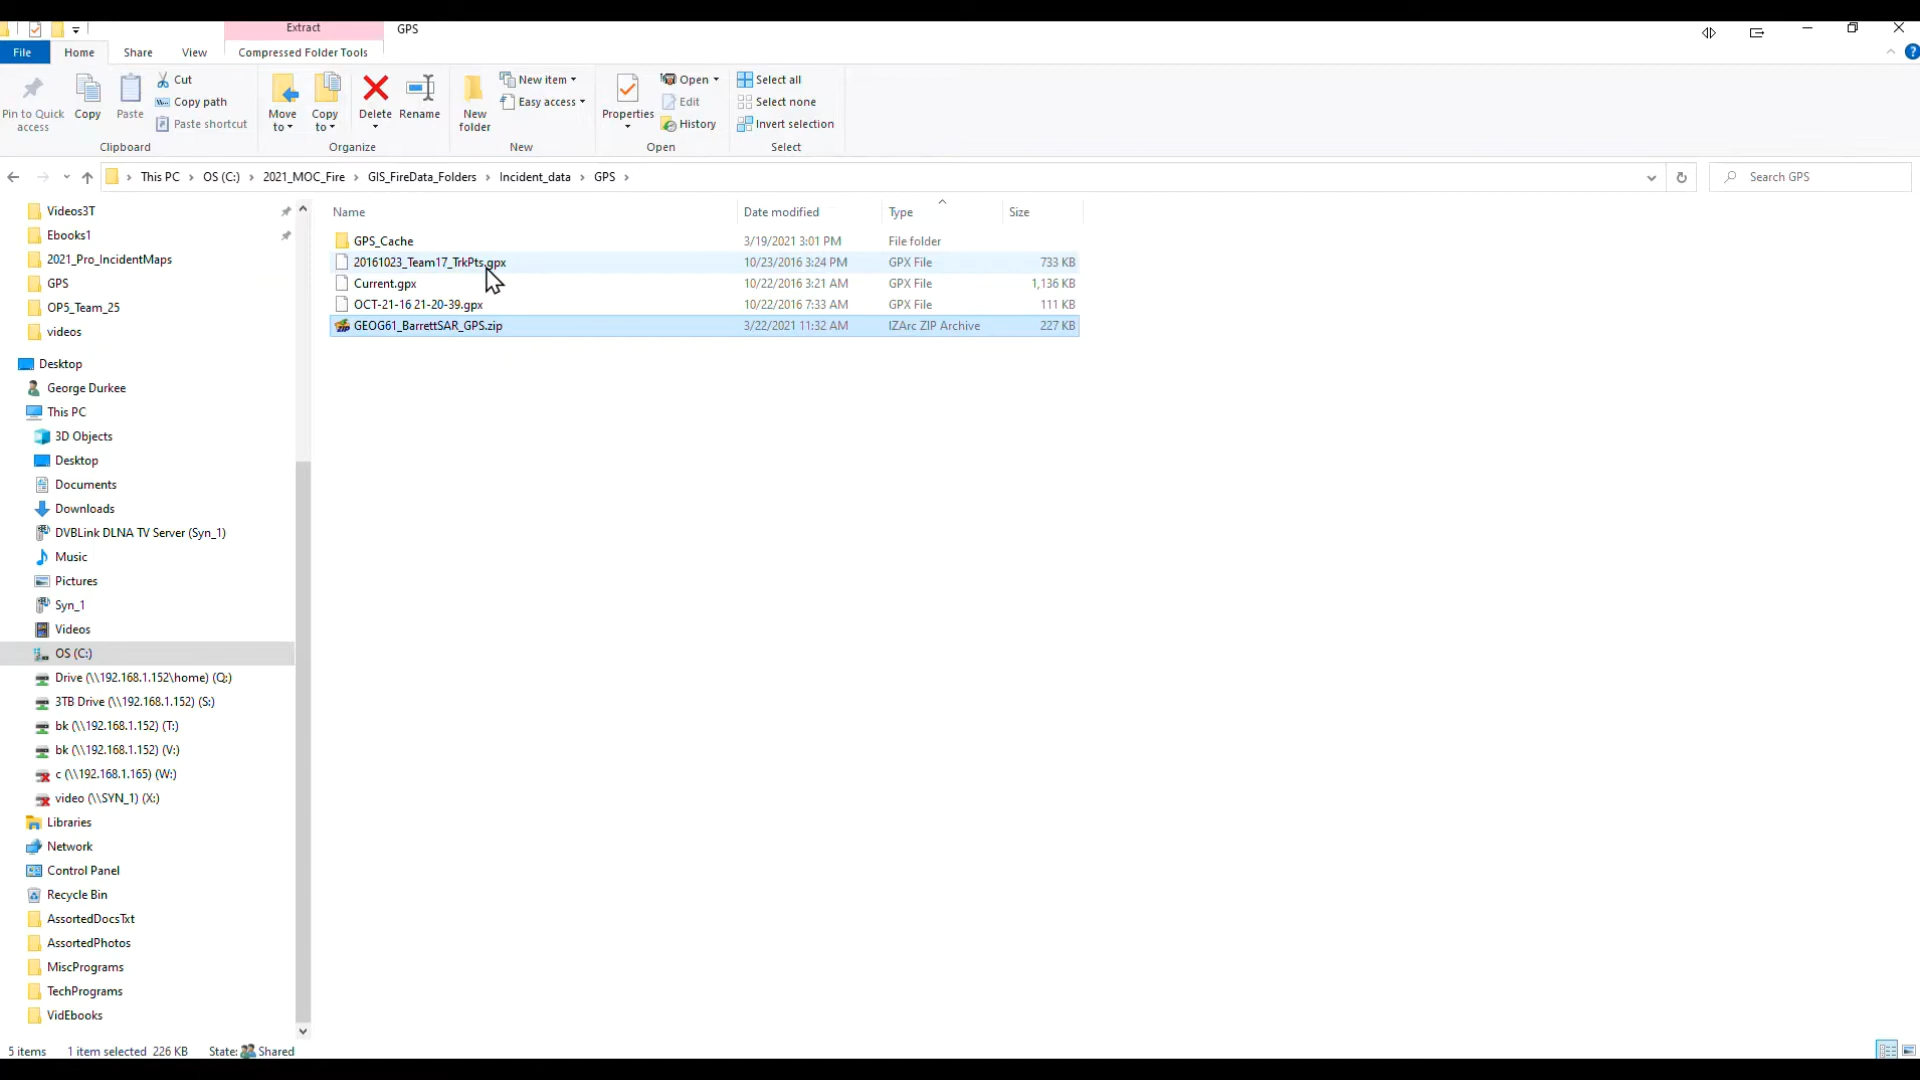 Extract
GPS
File
Home
Share
View
Compressed Folder Tools
Pin to Quick access
Copy
Paste
Cut
Copy path
Paste shortcut
Move to
Copy to
Delete
Rename
New folder
New item
Easy access
Properties
Open
Edit
History
Select all
Select none
Invert selection
Clipboard
Organize
New
Open
Select
This PC > OS (C:) > 2021_MOC_Fire > GIS_FireData_Folders > Incident_data > GPS >
Search GPS
Name Date modified Type Size
GPS_Cache 3/19/2021 3:01 PM File folder
20161023_Team17_TrkPts.gpx 10/23/2016 3:24 PM GPX File 733 KB
Current.gpx 10/22/2016 3:21 AM GPX File 1,136 KB
OCT-21-16 21-20-39.gpx 10/22/2016 7:33 AM GPX File 111 KB
GEOG61_BarrettSAR_GPS.zip 3/22/2021 11:32 AM IZArc ZIP Archive 227 KB
Videos3T
Ebooks1
2021_Pro_IncidentMaps
GPS
OP5_Team_25
videos
Desktop
George Durkee
This PC
3D Objects
Desktop
Documents
Downloads
DVBLink DLNA TV Server (Syn_1)
Music
Pictures
Syn_1
Videos
OS (C:)
Drive (\\192.168.1.152\home) (Q:)
3TB Drive (\\192.168.1.152) (S:)
bk (\\192.168.1.152) (T:)
bk (\\192.168.1.152) (V:)
c (\\192.168.1.165) (W:)
video (\\SYN_1) (X:)
Libraries
Network
Control Panel
Recycle Bin
AssortedDocsTxt
AssortedPhotos
MiscPrograms
TechPrograms
VidEbooks
5 items 1 item selected 226 KB State: Shared